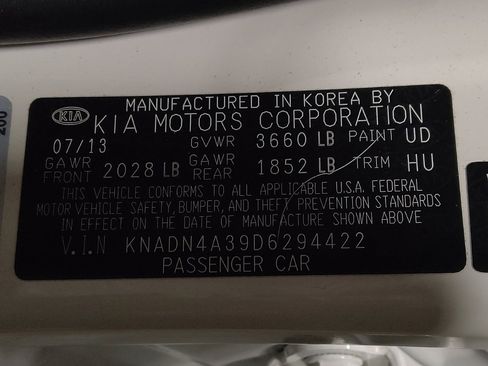 MANUFACTURED IN KOREA BY
KIA KIA MOTORS CORPORATION
07/13 GVWR 3660 LB PAINT UD
GAWR FRONT 2028 LB GAWR REAR 1852 LB TRIM HU
THIS VEHICLE CONFORMS TO ALL APPLICABLE U.S.A. FEDERAL
MOTOR VEHICLE SAFETY, BUMPER, AND THEFT PREVENTION STANDARDS
IN EFFECT ON THE DATE OF MANUFACTURE SHOWN ABOVE
V.I.N KNADN4A39D6294422
PASSENGER CAR